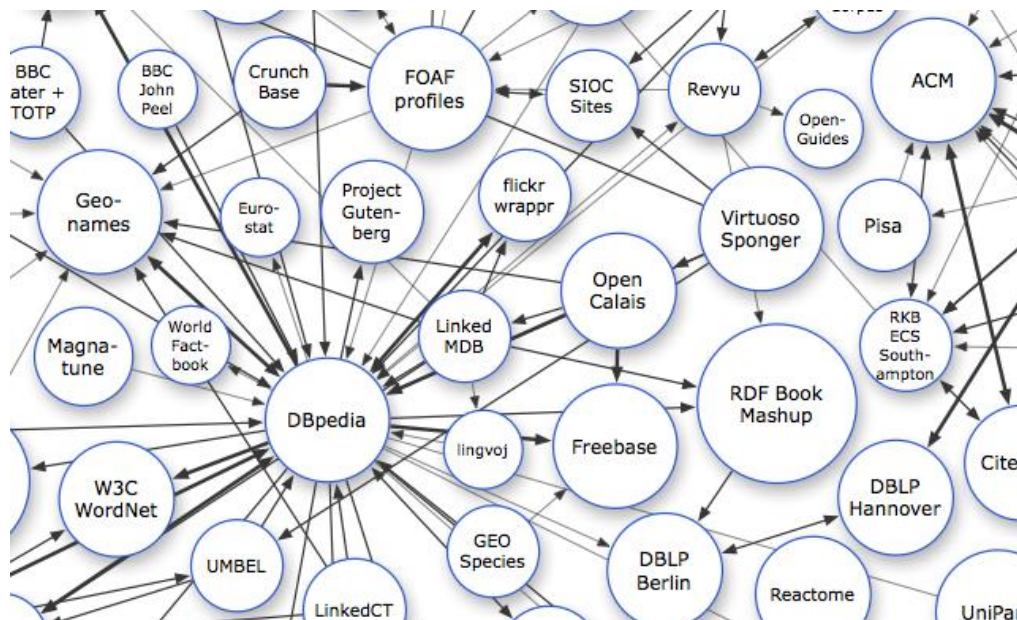 BBC
ater +
TOTP
BBC
John
Peel
Crunch
Base
FOAF
profiles
SIOC
Sites
Revyu
Open-
Guides
ACM
Geo-
names
Euro-
stat
Project
Guten-
berg
flickr
wrappr
Virtuoso
Sponger
Pisa
Open
Calais
Magna-
tune
World
Fact-
book
Linked
MDB
RKB
ECS
South-
ampton
RDF Book
Mashup
DBpedia
lingvoj
Freebase
Cite
W3C
WordNet
DBLP
Hannover
UMBEL
GEO
Species
DBLP
Berlin
Reactome
LinkedCT
UniPa